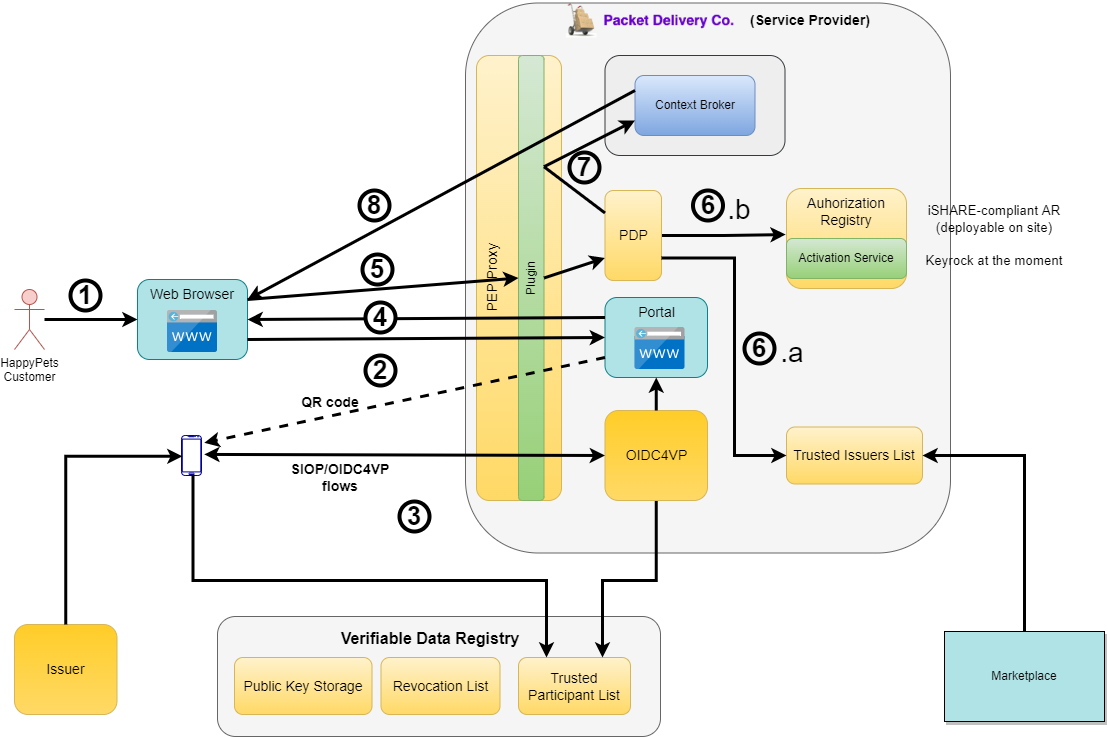 Packet Delivery Co. (Service Provider)
Context Broker
7
8
6.b
Auhorization
Registry
Activation Service
iSHARE-compliant AR
(deployable on site)
Keyrock at the moment
PDP
PEP Proxy
Plugin
5
1
Web Browser
WWW
HappyPets
Customer
4
Portal
WWW
6.a
2
QR code
SIOP/OIDC4VP
flows
OIDC4VP
Trusted Issuers List
3
Issuer
Verifiable Data Registry
Public Key Storage
Revocation List
Trusted
Participant List
Marketplace